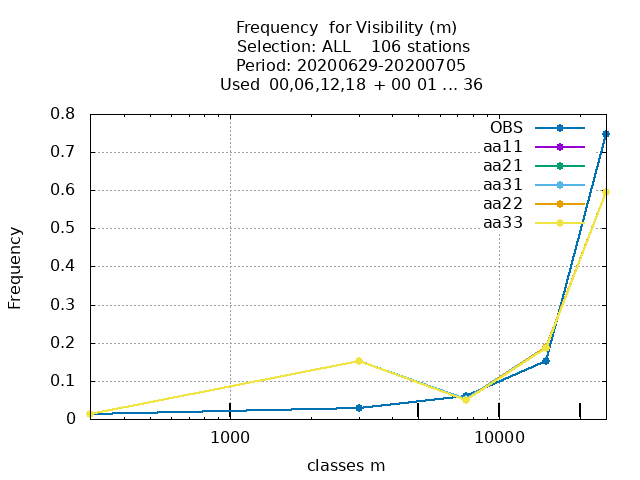 Frequency  for Visibility (m)
Selection: ALL    106 stations
Period: 20200629-20200705
Used  00,06,12,18  + 00 01 ... 36
0.8
0.7
0.6
0.5
0.4
0.3
0.2
0.1
0
Frequency
OBS
aa11
aa21
aa31
aa22
aa33
1000 10000
classes m